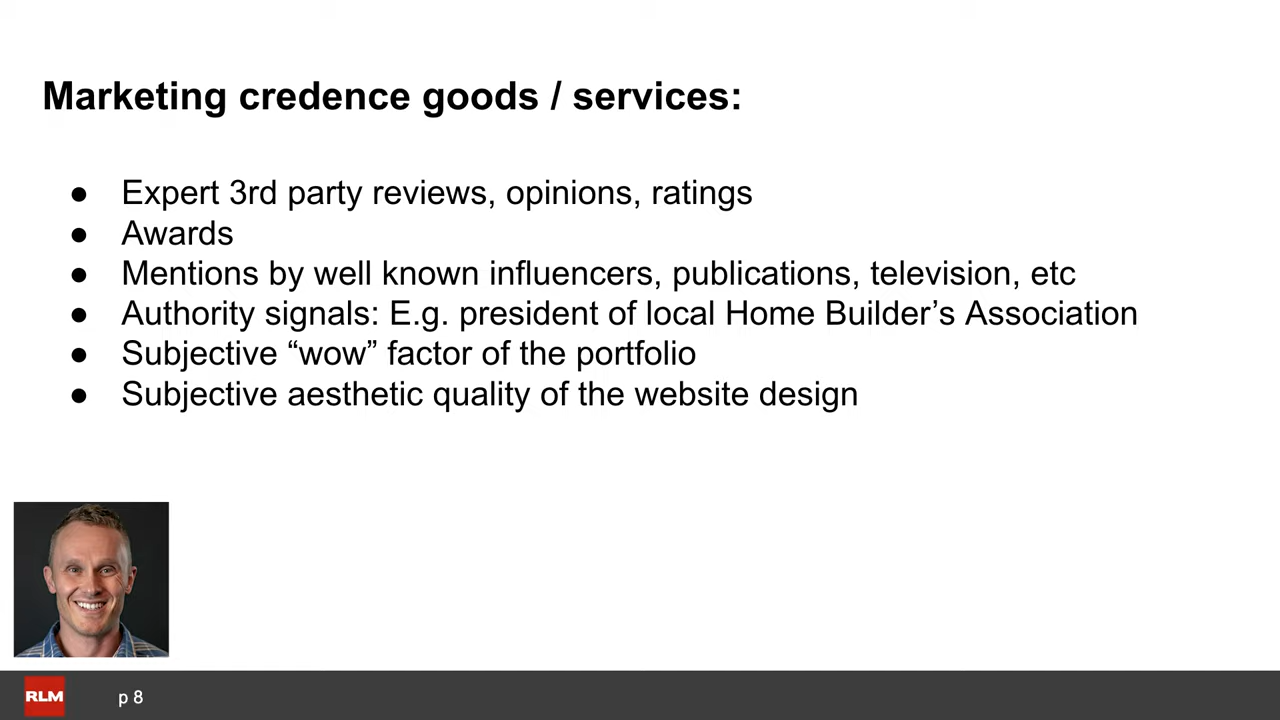 Marketing credence goods / services:
● Expert 3rd party reviews, opinions, ratings
● Awards
● Mentions by well known influencers, publications, television, etc
● Authority signals: E.g. president of local Home Builder’s Association
● Subjective “wow” factor of the portfolio
● Subjective aesthetic quality of the website design
RLM
p 8